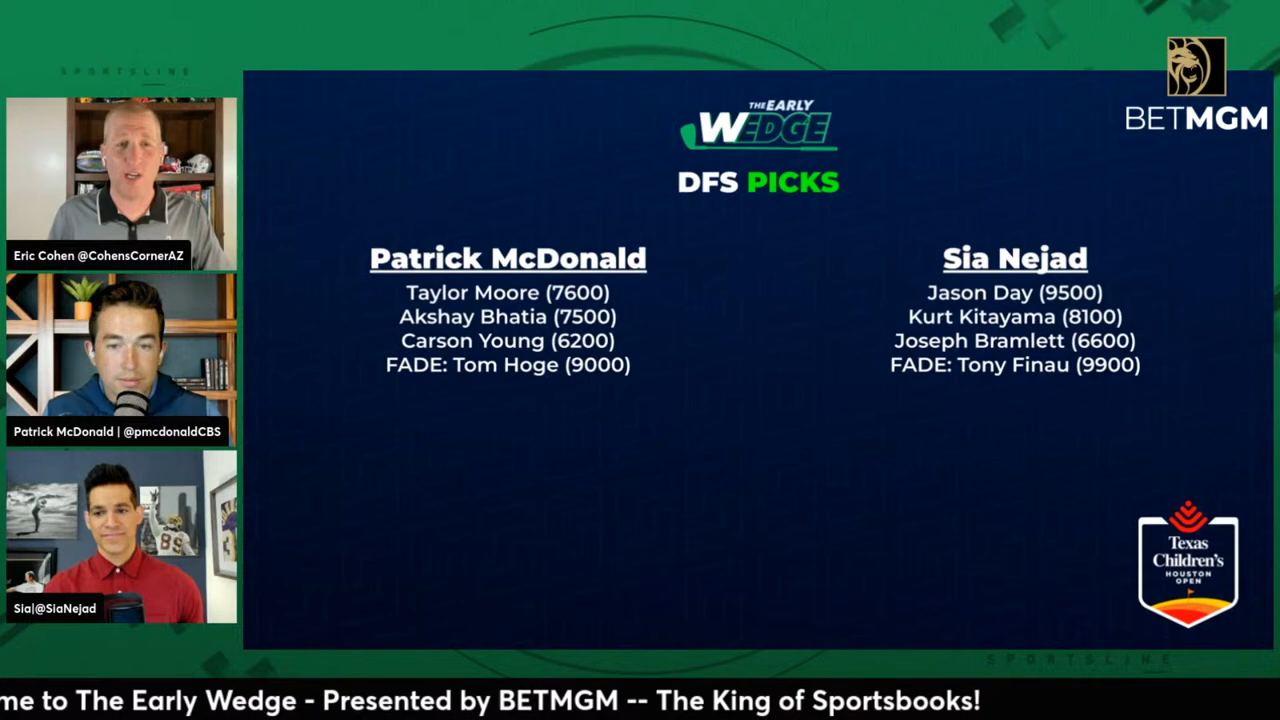 SPORTSLINE
BETMGM
THE EARLY
WEDGE
DFS PICKS
Eric Cohen @CohensCornerAZ
Patrick McDonald | @pmcdonaldCBS
Sia|@SiaNejad
Patrick McDonald
Taylor Moore (7600)
Akshay Bhatia (7500)
Carson Young (6200)
FADE: Tom Hoge (9000)
Sia Nejad
Jason Day (9500)
Kurt Kitayama (8100)
Joseph Bramlett (6600)
FADE: Tony Finau (9900)
89
Texas
Children's
HOUSTON
OPEN
SPORTSLINE
me to The Early Wedge - Presented by BETMGM -- The King of Sportsbooks!